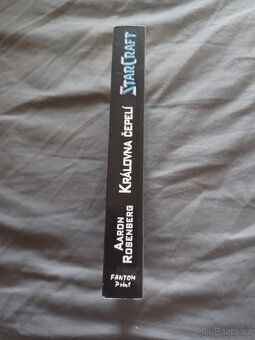 STARCRAFT
KRÁLOVNA ČEPELÍ
AARON
ROSENBERG
FANTOM
Print
Bazos.cz